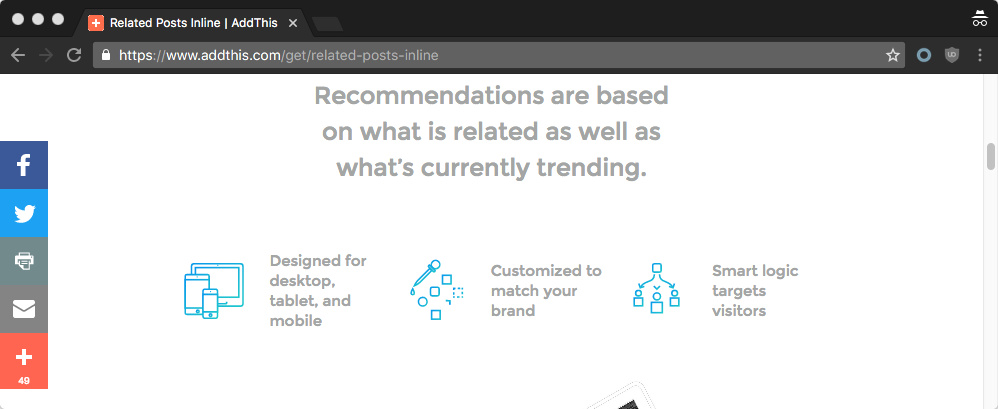 Related Posts Inline | AddThis
https://www.addthis.com/get/related-posts-inline
Recommendations are based
on what is related as well as
what's currently trending.
Designed for
desktop,
tablet, and
mobile
Customized to
match your
brand
Smart logic
targets
visitors
49